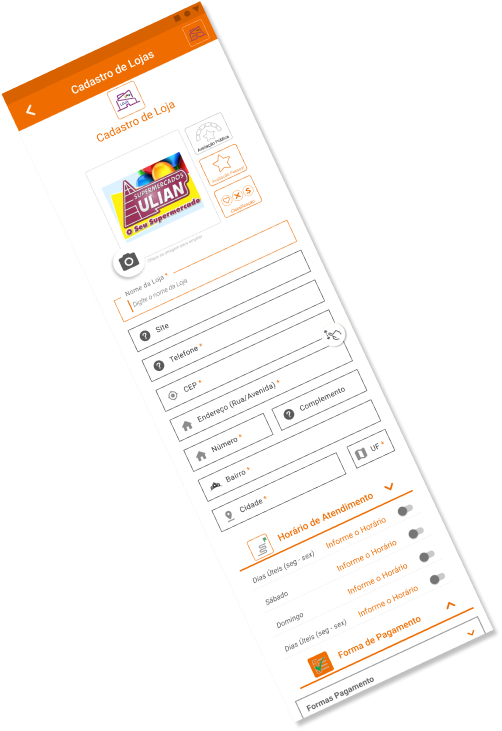 Cadastro de Lojas
LOJA
Cadastro de Loja
Avaliação Pública
SUPERMERCADOS
ULIAN
O Seu Supermercado
Avaliação Pessoal
Classificação
Clique na imagem para ampliar
Nome da Loja *
Digite o nome da Loja
Site
Telefone *
CEP *
Endereço (Rua/Avenida) *
Número *
Complemento
Bairro *
Cidade *
UF *
Horário de Atendimento
Dias Úteis (seg - sex) Informe o Horário
Sábado Informe o Horário
Domingo Informe o Horário
Dias Úteis (seg - sex) Informe o Horário
Forma de Pagamento
Formas Pagamento